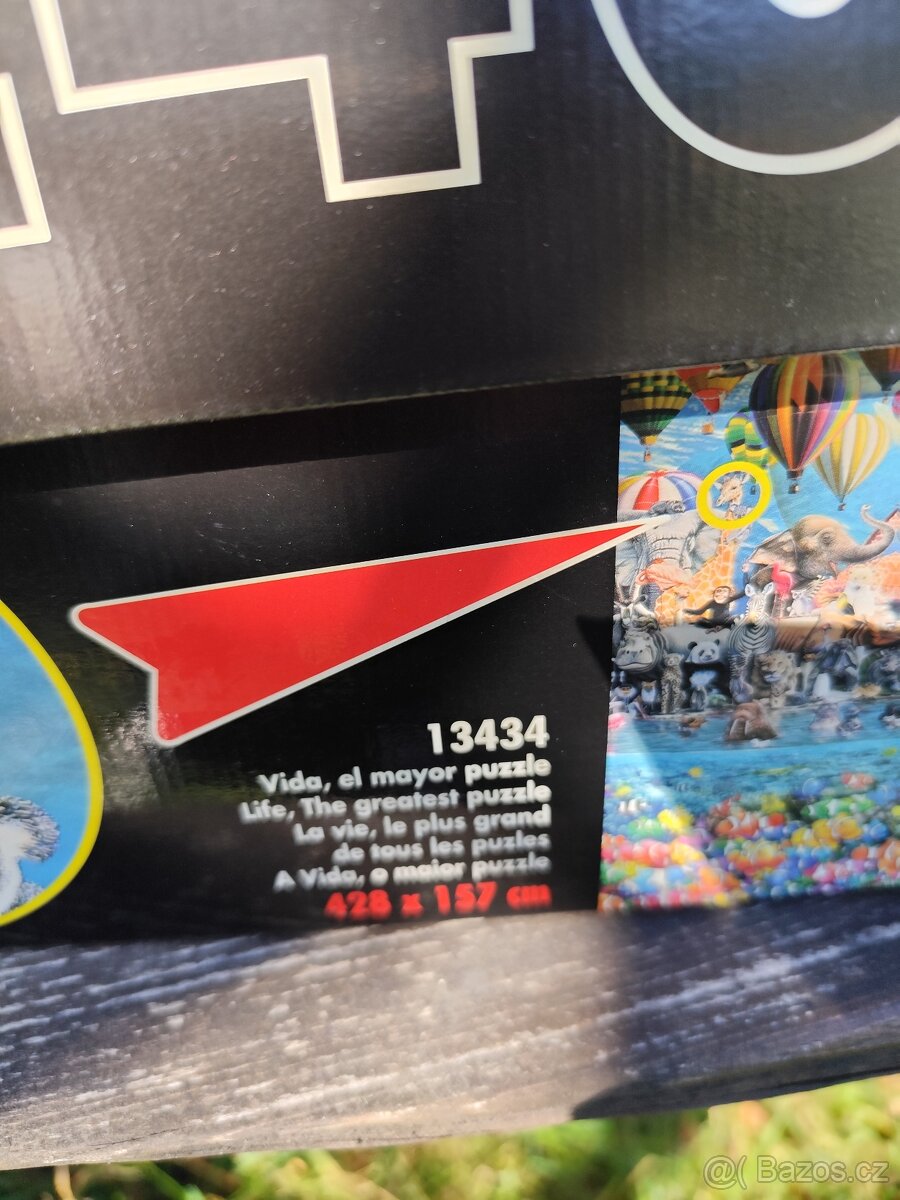 13434
Vida, el mayor puzzle
Life, The greatest puzzle
La vie, le plus grand
de tous les puzles
A Vida, o maior puzzle
428 x 157 cm
@( Bazos.cz